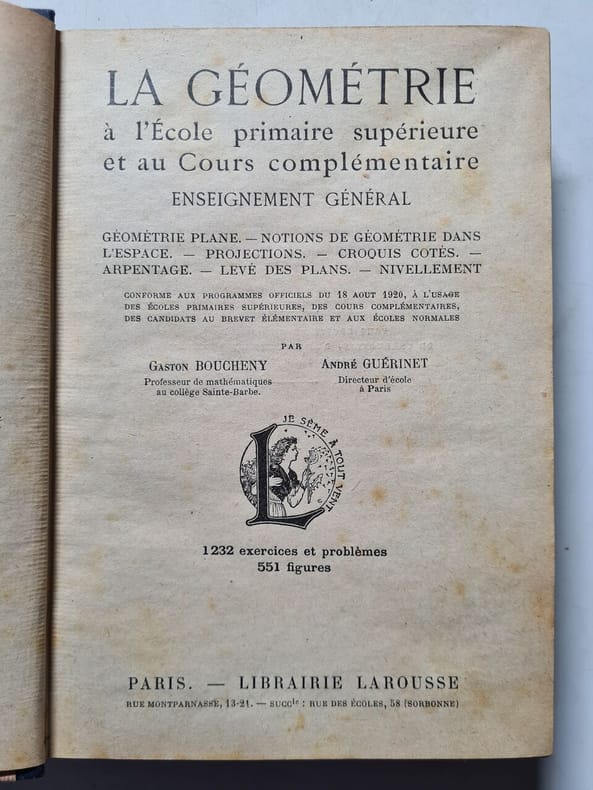 LA GÉOMÉTRIE
à l'École primaire supérieure
et au Cours complémentaire
ENSEIGNEMENT GÉNÉRAL
GÉOMÉTRIE PLANE. — NOTIONS DE GÉOMÉTRIE DANS
L'ESPACE. — PROJECTIONS. — CROQUIS COTÉS. —
ARPENTAGE. — LEVÉ DES PLANS. — NIVELLEMENT
CONFORME AUX PROGRAMMES OFFICIELS DU 18 AOUT 1920, À L'USAGE
DES ÉCOLES PRIMAIRES SUPÉRIEURES, DES COURS COMPLÉMENTAIRES,
DES CANDIDATS AU BREVET ÉLÉMENTAIRE ET AUX ÉCOLES NORMALES
PAR
GASTON BOUCHENY
Professeur de mathématiques
au collège Sainte-Barbe.
ANDRÉ GUÉRINET
Directeur d'école
à Paris
JE SÈME À TOUT VENT
L
1232 exercices et problèmes
551 figures
PARIS. — LIBRAIRIE LAROUSSE
RUE MONTPARNASSE, 13-21. — SUCCle : RUE DES ÉCOLES, 58 (SORBONNE)